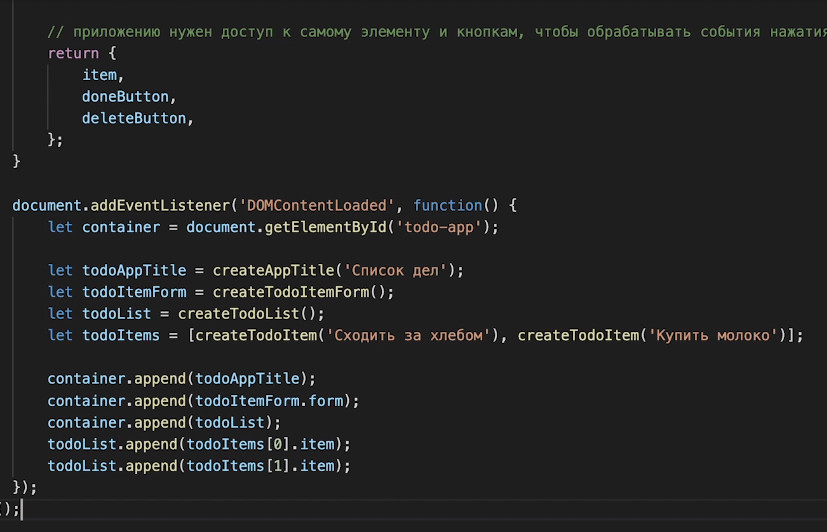 // приложению нужен доступ к самому элементу и кнопкам, чтобы обрабатывать события нажатия
return {
item,
doneButton,
deleteButton,
};
}
document.addEventListener('DOMContentLoaded', function() {
let container = document.getElementById('todo-app');
let todoAppTitle = createAppTitle('Список дел');
let todoItemForm = createTodoItemForm();
let todoList = createTodoList();
let todoItems = [createTodoItem('Сходить за хлебом'), createTodoItem('Купить молоко')];
container.append(todoAppTitle);
container.append(todoItemForm.form);
container.append(todoList);
todoList.append(todoItems[0].item);
todoList.append(todoItems[1].item);
});
();